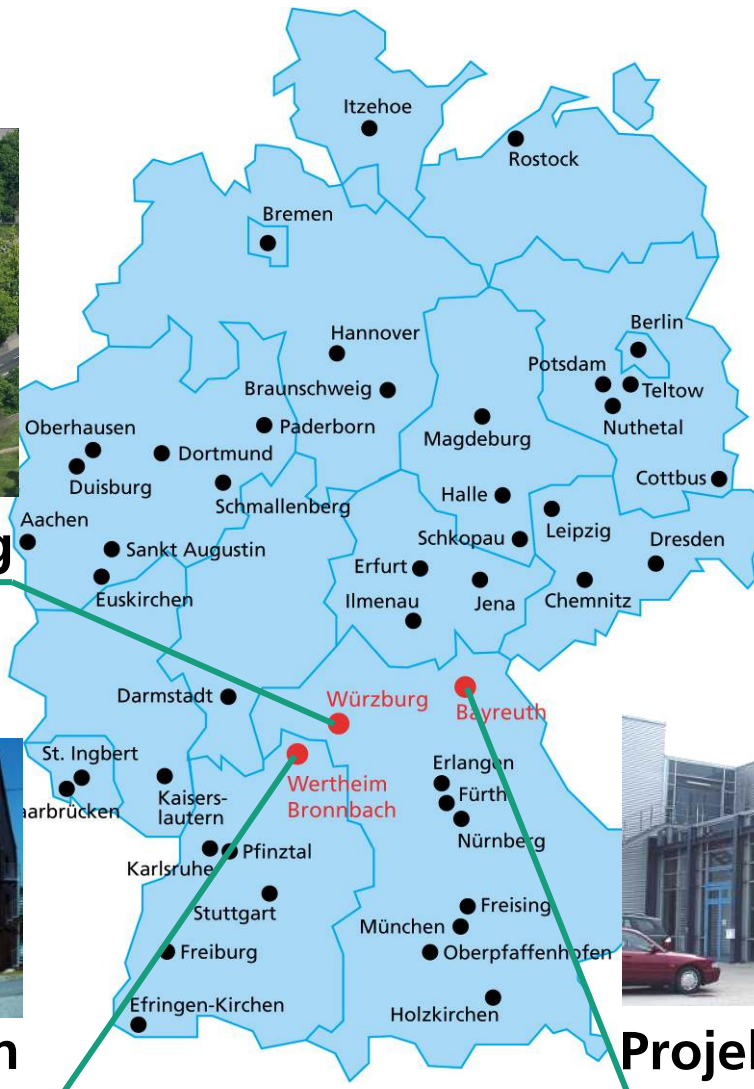 Itzehoe
Rostock
Bremen
Hannover
Berlin
Potsdam
Braunschweig
Teltow
Oberhausen
Paderborn
Magdeburg
Nuthetal
Dortmund
Duisburg
Cottbus
Halle
Schmallenberg
Aachen
Leipzig
Schkopau
Dresden
g
Sankt Augustin
Erfurt
Euskirchen
Ilmenau
Jena
Chemnitz
Darmstadt
Würzburg
Bayreuth
St. Ingbert
Erlangen
Wertheim
Bronnbach
Kaisers-
lautern
Fürth
aarbrücken
Nürnberg
Pfinztal
Karlsruhe
Stuttgart
Freising
München
Freiburg
Oberpfaffenhofen
Efringen-Kirchen
Holzkirchen
n
Projel